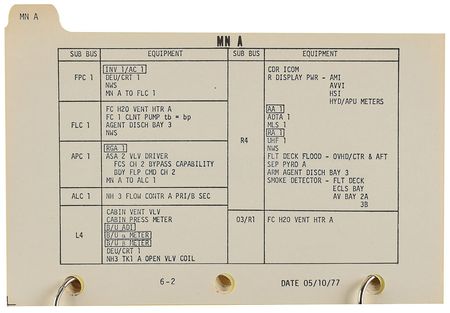 MN A
MN A
SUB BUS EQUIPMENT
FPC 1
INV 1/AC 1
DEU/CRT 1
NWS
MN A TO FLC 1
FLC 1
FC H2O VENT HTR A
FC 1 CLNT PUMP tb = bp
AGENT DISCH BAY 3
NWS
APC 1
RGA 1
ASA 2 VLV DRIVER
FCS CH 2 BYPASS CAPABILITY
BDY FLP CMD CH 2
MN A TO ALC 1
ALC 1
NH 3 FLOW CONTR A PRI/B SEC
L4
CABIN VENT VLV
CABIN PRESS METER
B/U ADI
B/U α METER
B/U β METER
DEU/CRT 1
NH3 TK1 A OPEN VLV COIL
SUB BUS EQUIPMENT
R4
CDR ICOM
R DISPLAY PWR - AMI
AVVI
HSI
HYD/APU METERS
AA 1
ADTA 1
MLS 1
RA 1
UHF 1
NWS
FLT DECK FLOOD - OVHD/CTR & AFT
SEP PYRO A
ARM AGENT DISCH BAY 3
SMOKE DETECTOR - FLT DECK
ECLS BAY
AV BAY 2A
3B
O3/R1
FC H2O VENT HTR A
6-2
DATE 05/10/77